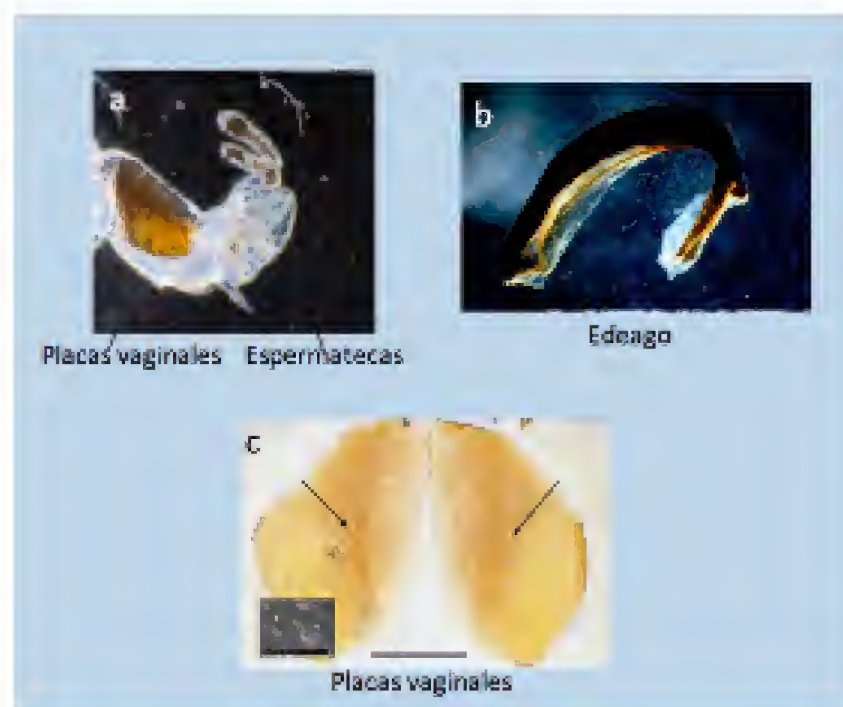 a
b
Placas vaginales Espermatecas
Edeago
c
Placas vaginales